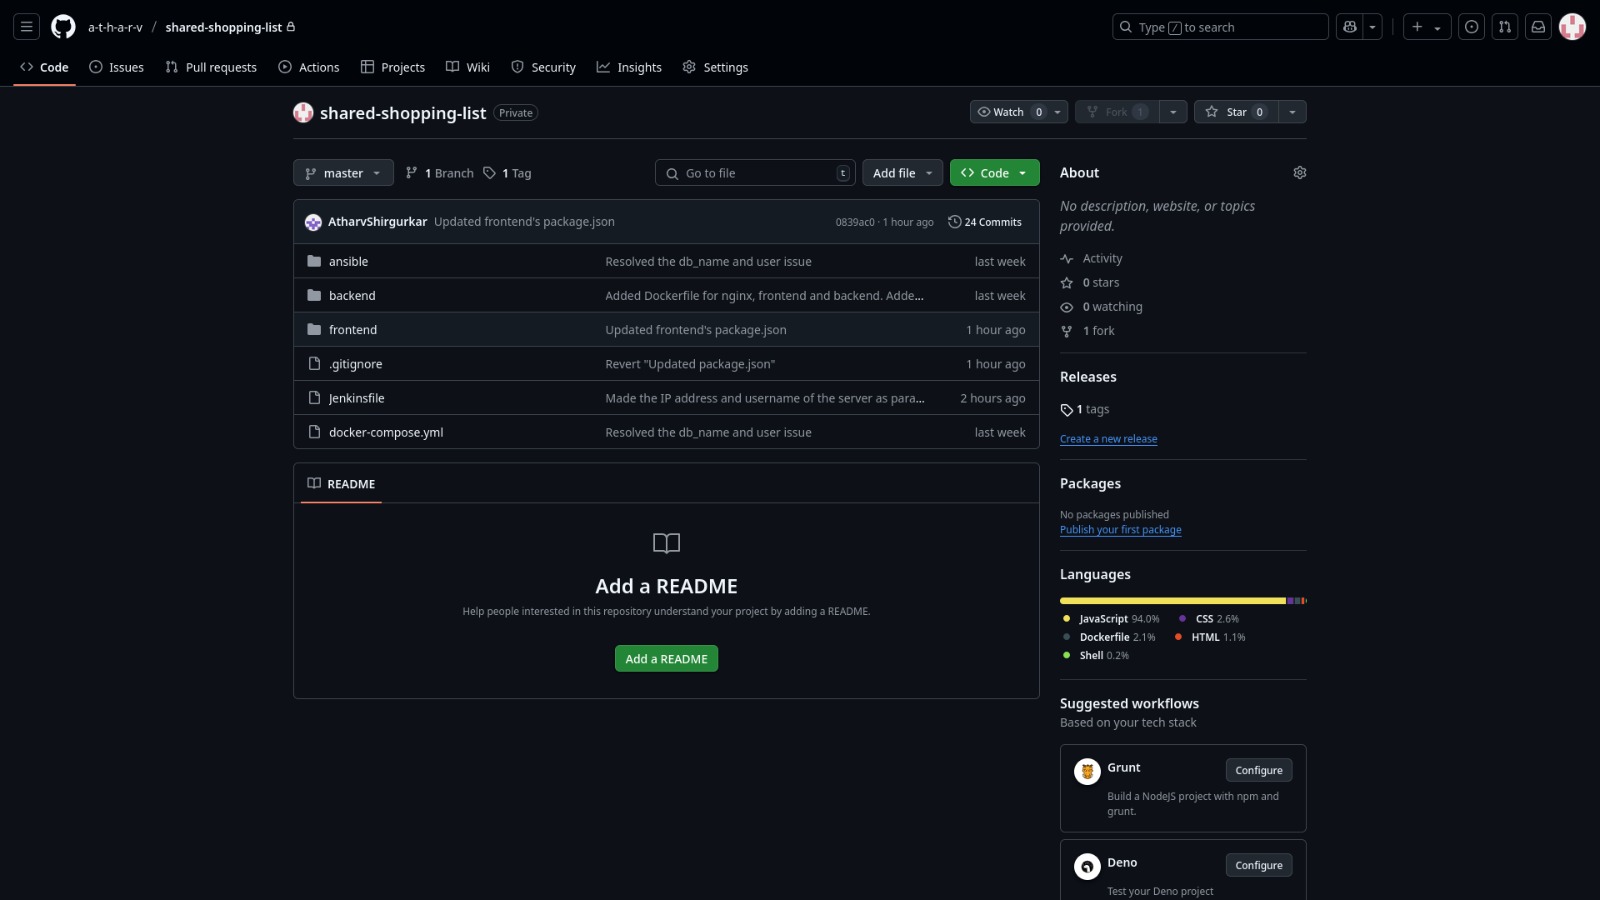 a-t-h-a-r-v / shared-shopping-list
Type / to search
Code
Issues
Pull requests
Actions
Projects
Wiki
Security
Insights
Settings
shared-shopping-list Private
Watch 0
Fork 1
Star 0
master
1 Branch
1 Tag
Go to file t
Add file
Code
AtharvShirgurkar Updated frontend's package.json 0839ac0 · 1 hour ago 24 Commits
ansible Resolved the db_name and user issue last week
backend Added Dockerfile for nginx, frontend and backend. Adde... last week
frontend Updated frontend's package.json 1 hour ago
.gitignore Revert "Updated package.json" 1 hour ago
Jenkinsfile Made the IP address and username of the server as para... 2 hours ago
docker-compose.yml Resolved the db_name and user issue last week
README
Add a README
Help people interested in this repository understand your project by adding a README.
Add a README
About
No description, website, or topics
provided.
Activity
0 stars
0 watching
1 fork
Releases
1 tags
Create a new release
Packages
No packages published
Publish your first package
Languages
JavaScript 94.0% CSS 2.6%
Dockerfile 2.1% HTML 1.1%
Shell 0.2%
Suggested workflows
Based on your tech stack
Grunt Configure
Build a NodeJS project with npm and
grunt.
Deno Configure
Test your Deno project